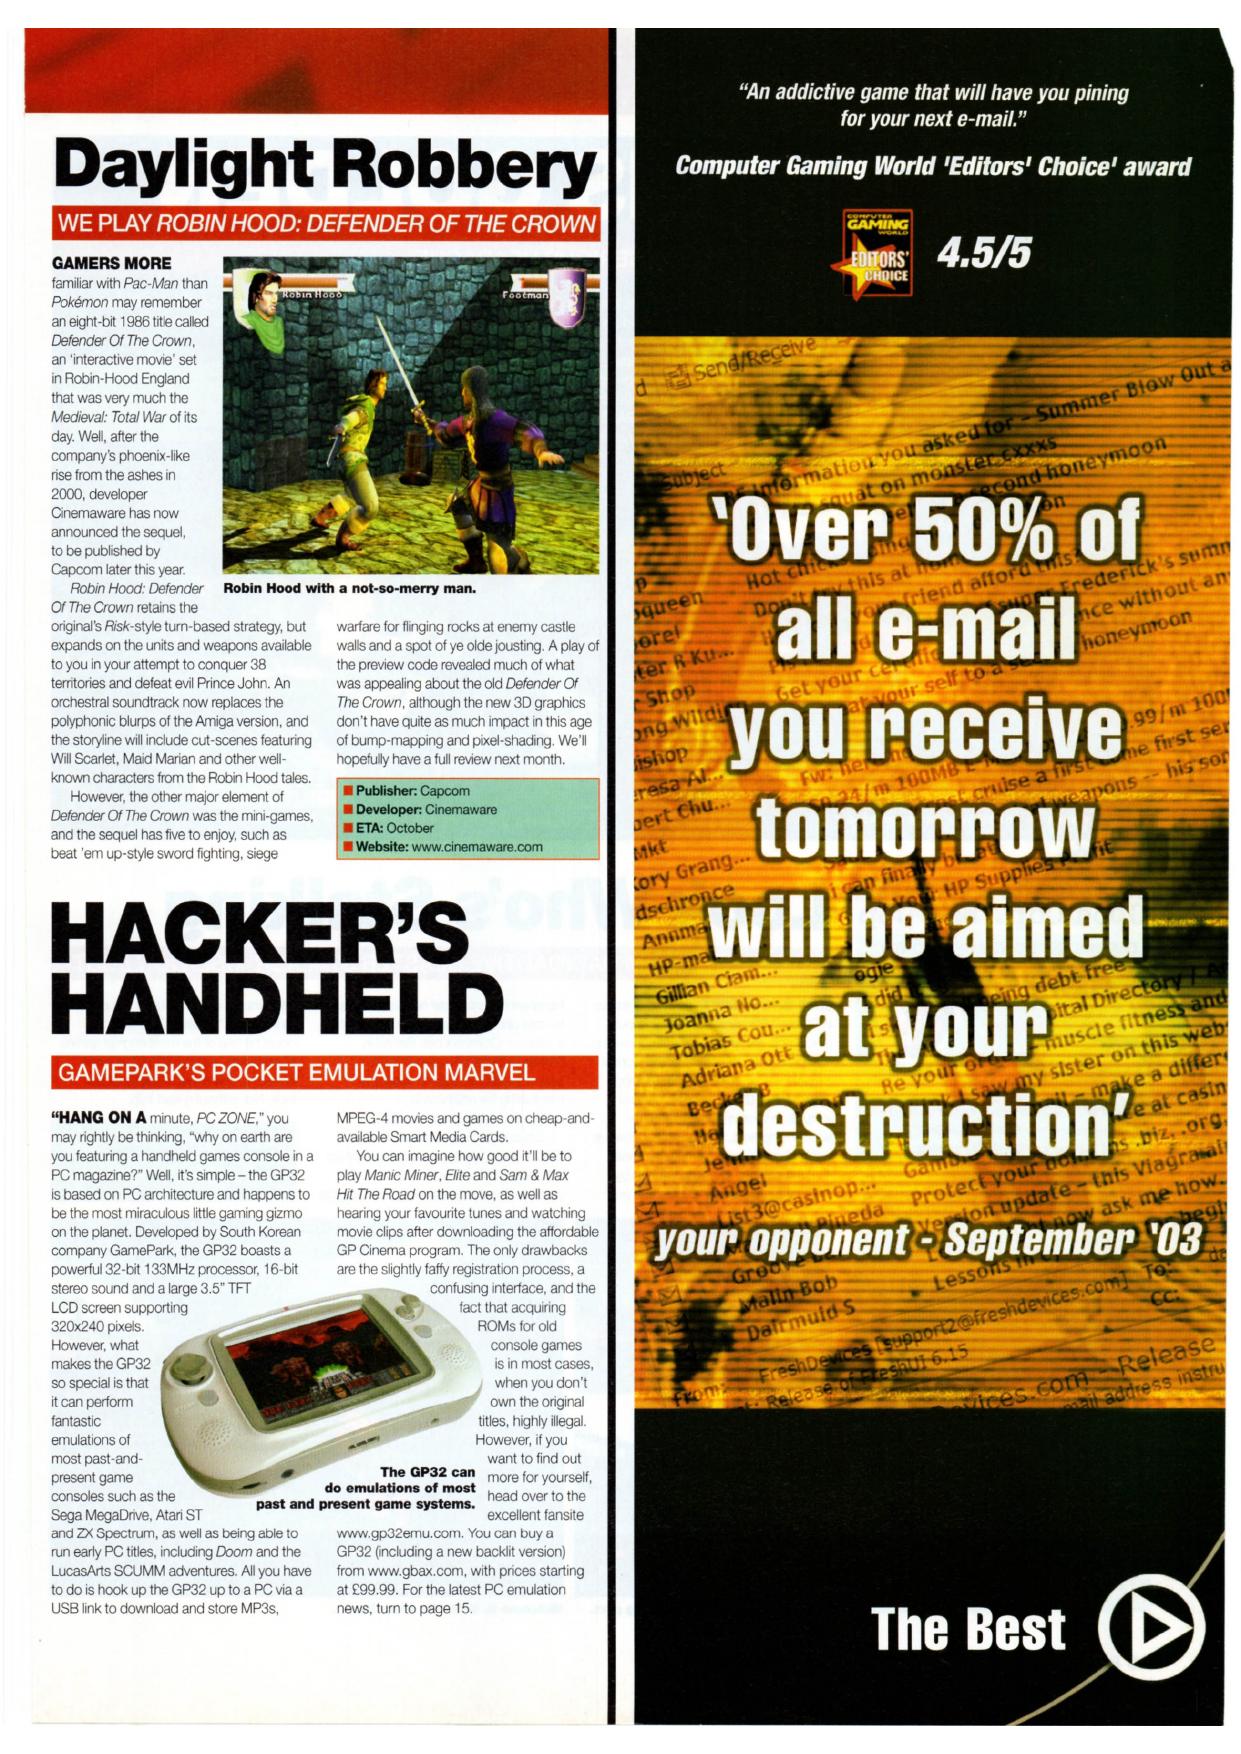 Daylight Robbery
WE PLAY ROBIN HOOD: DEFENDER OF THE CROWN
GAMERS MORE
familiar with Pac-Man than
Pokémon may remember
an eight-bit 1986 title called
Defender Of The Crown,
an 'interactive movie' set
in Robin-Hood England
that was very much the
Medieval: Total War of its
day. Well, after the
company's phoenix-like
rise from the ashes in
2000, developer
Cinemaware has now
announced the sequel,
to be published by
Capcom later this year.
Robin Hood: Defender
Of The Crown retains the
original's Risk-style turn-based strategy, but
expands on the units and weapons available
to you in your attempt to conquer 38
territories and defeat evil Prince John. An
orchestral soundtrack now replaces the
polyphonic blurps of the Amiga version, and
the storyline will include cut-scenes featuring
Will Scarlet, Maid Marian and other well-
known characters from the Robin Hood tales.
However, the other major element of
Defender Of The Crown was the mini-games,
and the sequel has five to enjoy, such as
beat 'em up-style sword fighting, siege
Robin Hood
Footman
Robin Hood with a not-so-merry man.
warfare for flinging rocks at enemy castle
walls and a spot of ye olde jousting. A play of
the preview code revealed much of what
was appealing about the old Defender Of
The Crown, although the new 3D graphics
don't have quite as much impact in this age
of bump-mapping and pixel-shading. We'll
hopefully have a full review next month.
Publisher: Capcom
Developer: Cinemaware
ETA: October
Website: www.cinemaware.com
HACKER'S
HANDHELD
GAMEPARK'S POCKET EMULATION MARVEL
"HANG ON A minute, PC ZONE," you
may rightly be thinking, "why on earth are
you featuring a handheld games console in a
PC magazine?" Well, it's simple – the GP32
is based on PC architecture and happens to
be the most miraculous little gaming gizmo
on the planet. Developed by South Korean
company GamePark, the GP32 boasts a
powerful 32-bit 133MHz processor, 16-bit
stereo sound and a large 3.5" TFT
LCD screen supporting
320x240 pixels.
However, what
makes the GP32
so special is that
it can perform
fantastic
emulations of
most past-and-
present game
consoles such as the
Sega MegaDrive, Atari ST
and ZX Spectrum, as well as being able to
run early PC titles, including Doom and the
LucasArts SCUMM adventures. All you have
to do is hook up the GP32 up to a PC via a
USB link to download and store MP3s,
MPEG-4 movies and games on cheap-and-
available Smart Media Cards.
You can imagine how good it'll be to
play Manic Miner, Elite and Sam & Max
Hit The Road on the move, as well as
hearing your favourite tunes and watching
movie clips after downloading the affordable
GP Cinema program. The only drawbacks
are the slightly faffy registration process, a
confusing interface, and the
fact that acquiring
ROMs for old
console games
is in most cases,
when you don't
own the original
titles, highly illegal.
However, if you
want to find out
more for yourself,
head over to the
excellent fansite
www.gp32emu.com. You can buy a
GP32 (including a new backlit version)
from www.gbax.com, with prices starting
at £99.99. For the latest PC emulation
news, turn to page 15.
The GP32 can
do emulations of most
past and present game systems.
"An addictive game that will have you pining
for your next e-mail."
Computer Gaming World 'Editors' Choice' award
COMPUTER
GAMING
WORLD
EDITORS'
CHOICE
4.5/5
Send/Receive
Subject
'Over 50% of
all e-mail
you receive
tomorrow
will be aimed
at your
destruction'
your opponent - September '03
Gillian Ciam...
Joanna No...
Tobias Cou...
Adriana Ott
Angel
List3@casinop...
Malin Bob
Dairmuid S
FreshDevices [support2@freshdevices.com]
Release of FreshUI 6.15
From:
To:
Cc:
The Best